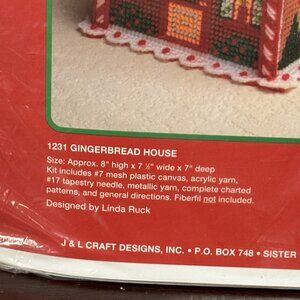 1231 GINGERBREAD HOUSE
Size: Approx. 8" high x 7 ½" wide x 7" deep
Kit includes #7 mesh plastic canvas, acrylic yarn,
#17 tapestry needle, metallic yarn, complete charted
patterns, and general directions. Fiberfil not included.
Designed by Linda Ruck
J & L CRAFT DESIGNS, INC. • P.O. BOX 748 • SISTER